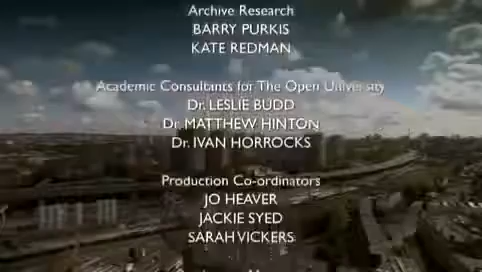 Archive Research
BARRY PURKIS
KATE REDMAN
Academic Consultants for The Open University
Dr. LESLIE BUDD
Dr. MATTHEW HINTON
Dr. IVAN HORROCKS
Production Co-ordinators
JO HEAVER
JACKIE SYED
SARAH VICKERS